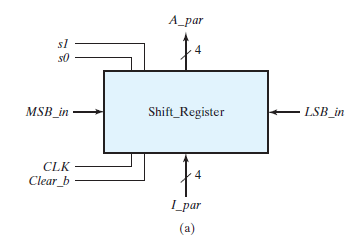 A_par
4
s1
s0
MSB_in
Shift_Register
LSB_in
CLK
Clear_b
4
I_par
(a)